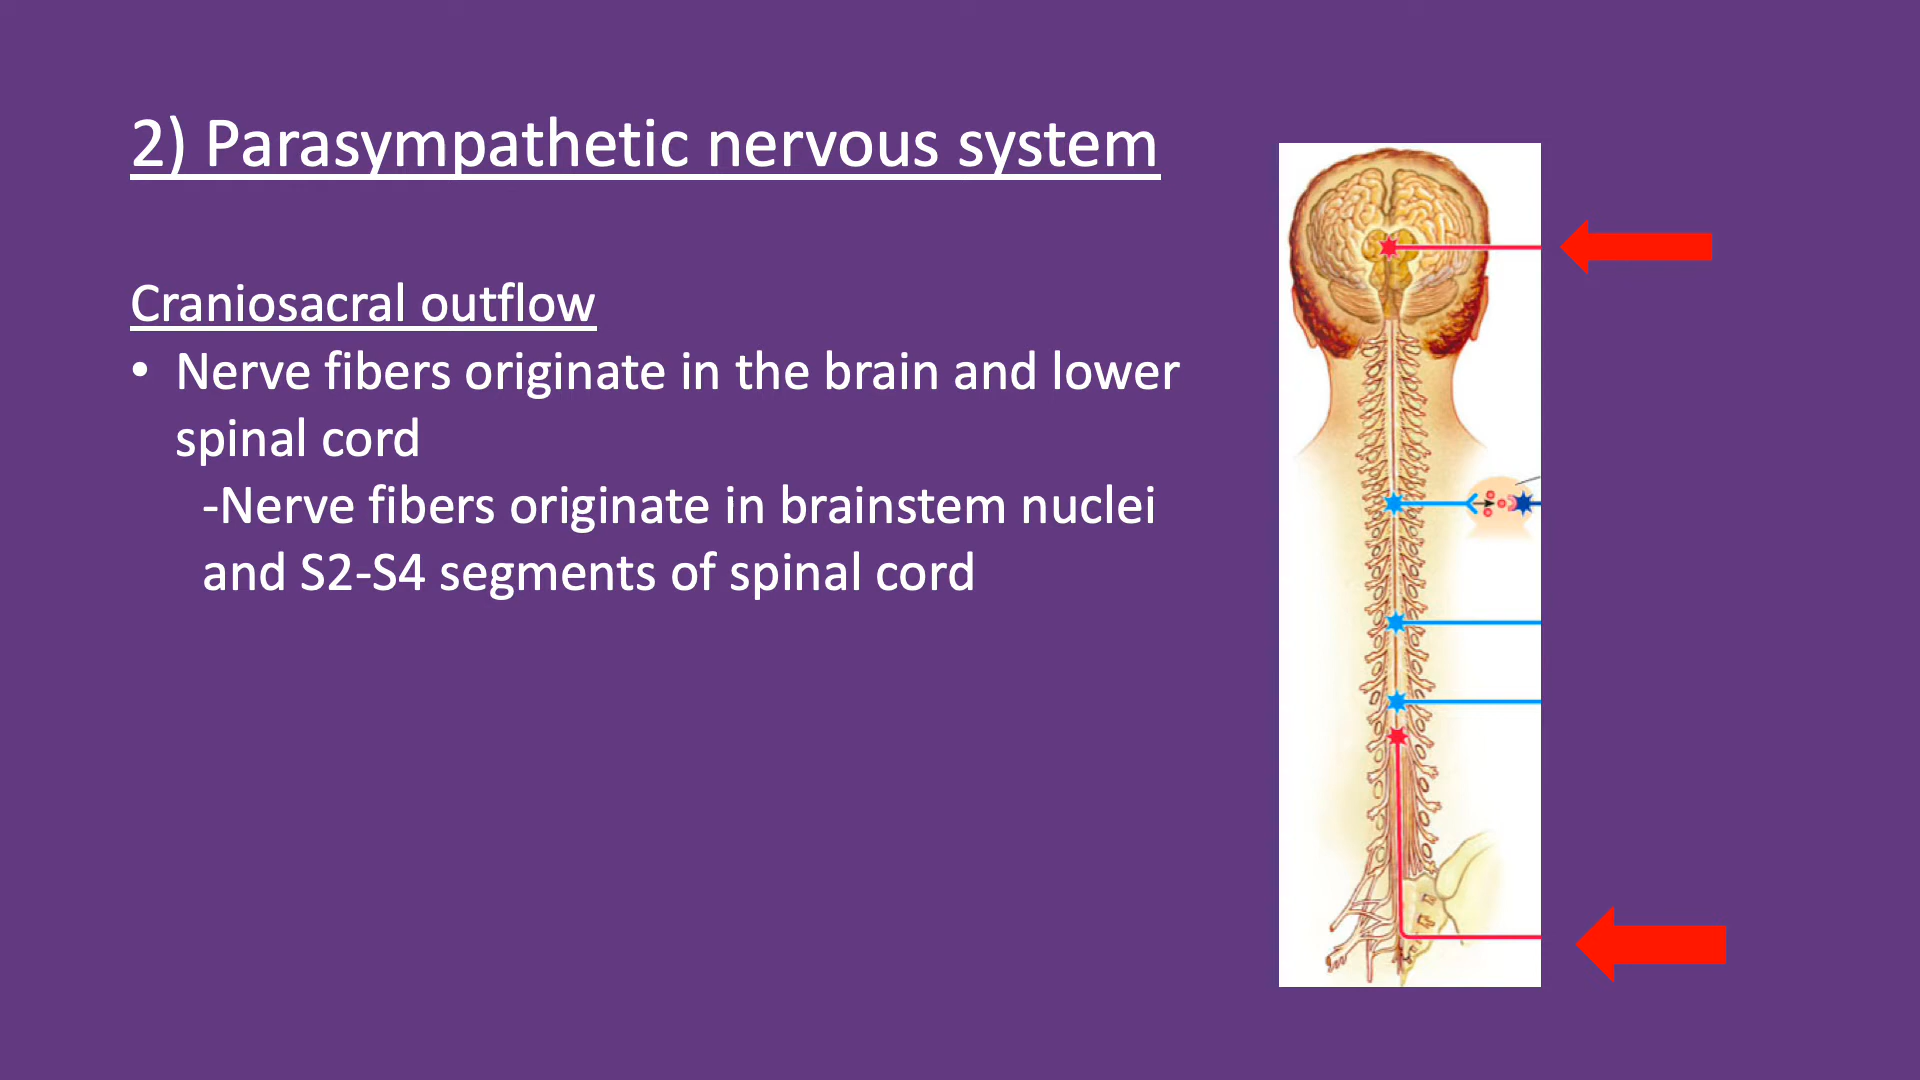 2) Parasympathetic nervous system
Craniosacral outflow
• Nerve fibers originate in the brain and lower
spinal cord
-Nerve fibers originate in brainstem nuclei
and S2-S4 segments of spinal cord